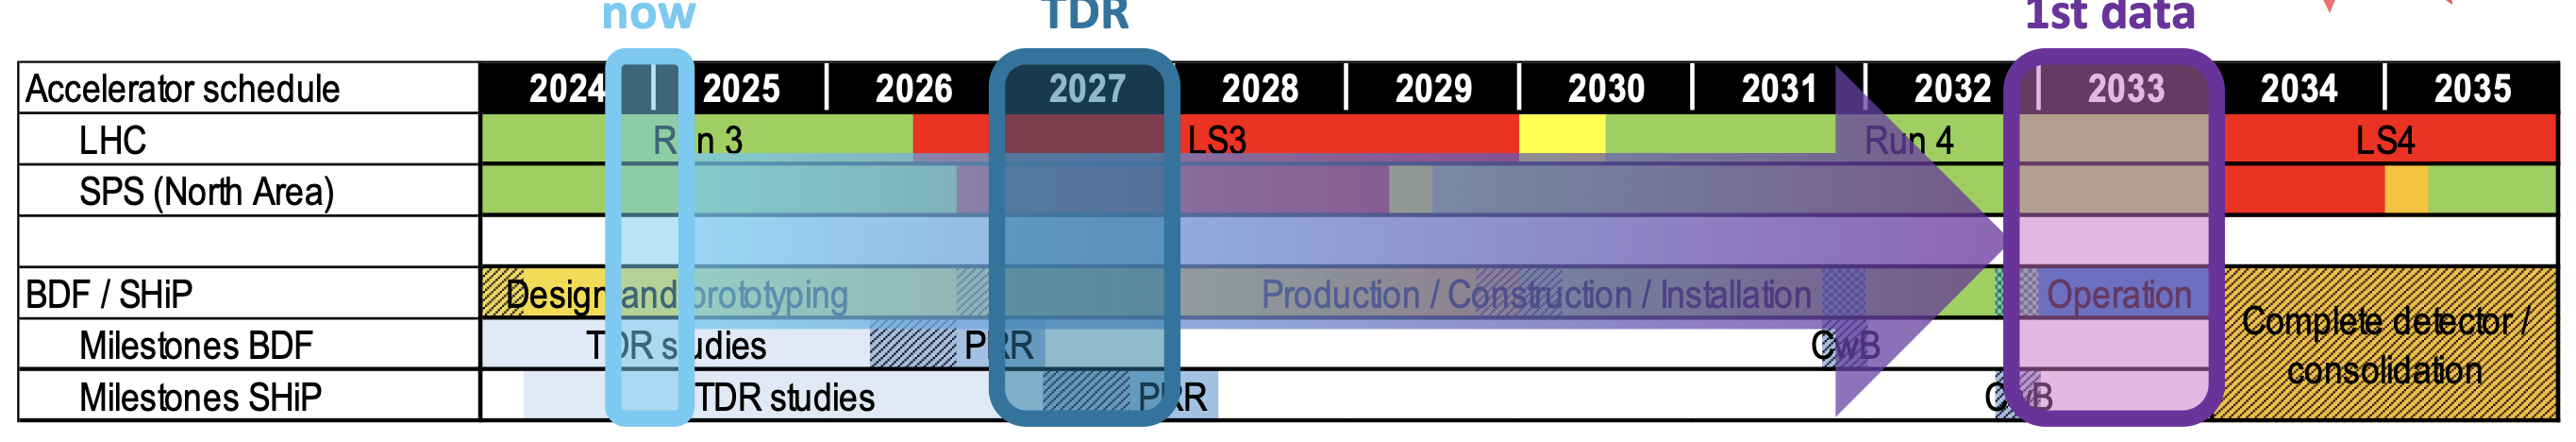 now TDR 1st data
Accelerator schedule 2024 2025 2026 2027 2028 2029 2030 2031 2032 2033 2034 2035
LHC Run 3 LS3 Run 4 LS4
SPS (North Area)
BDF / SHiP Design and prototyping Production / Construction / Installation Operation
Complete detector /
consolidation
Milestones BDF TDR studies PRR CwB
Milestones SHiP TDR studies PRR CwB